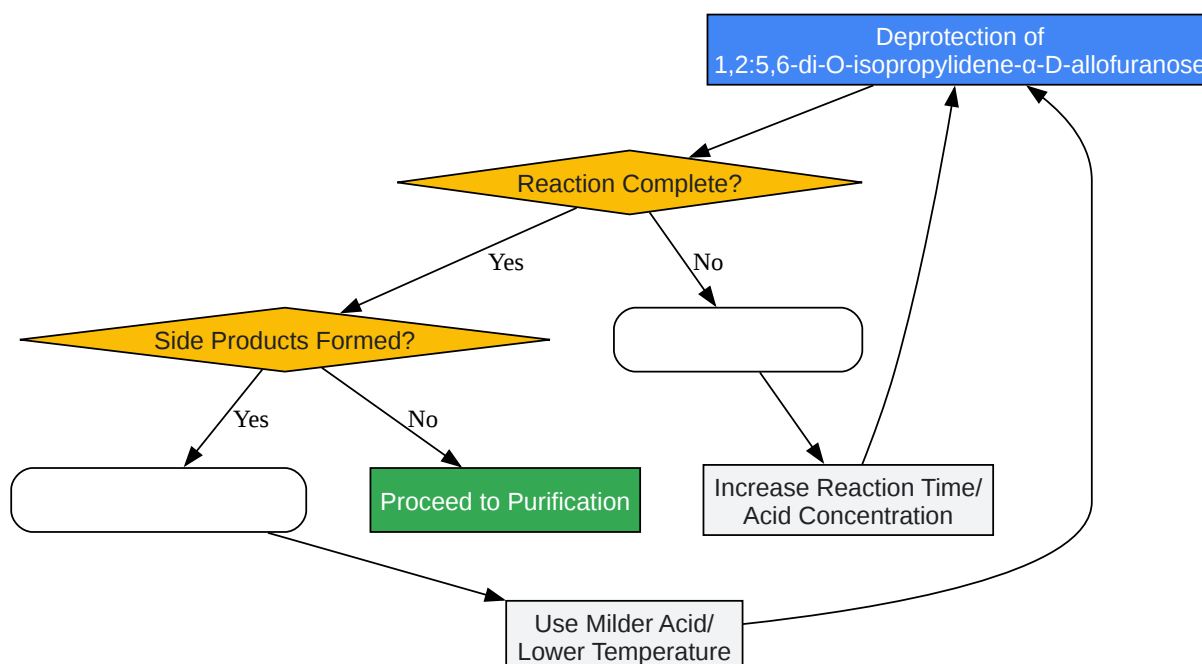 Deprotection of
1,2:5,6-di-O-isopropylidene-α-D-allofuranose
Reaction Complete?
Yes
No
Side Products Formed?
Yes
No
Proceed to Purification
Increase Reaction Time/
Acid Concentration
Use Milder Acid/
Lower Temperature